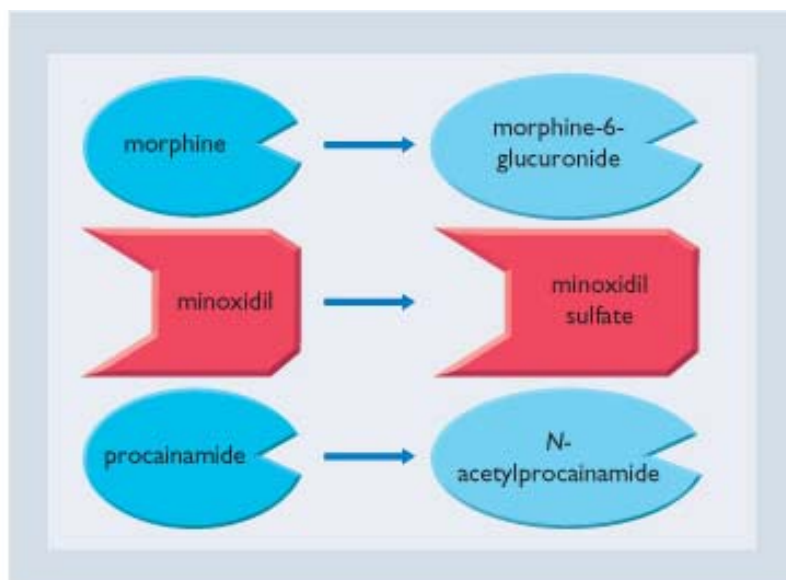 morphine
morphine-6-
glucuronide
minoxidil
minoxidil
sulfate
procainamide
N-
acetylprocainamide